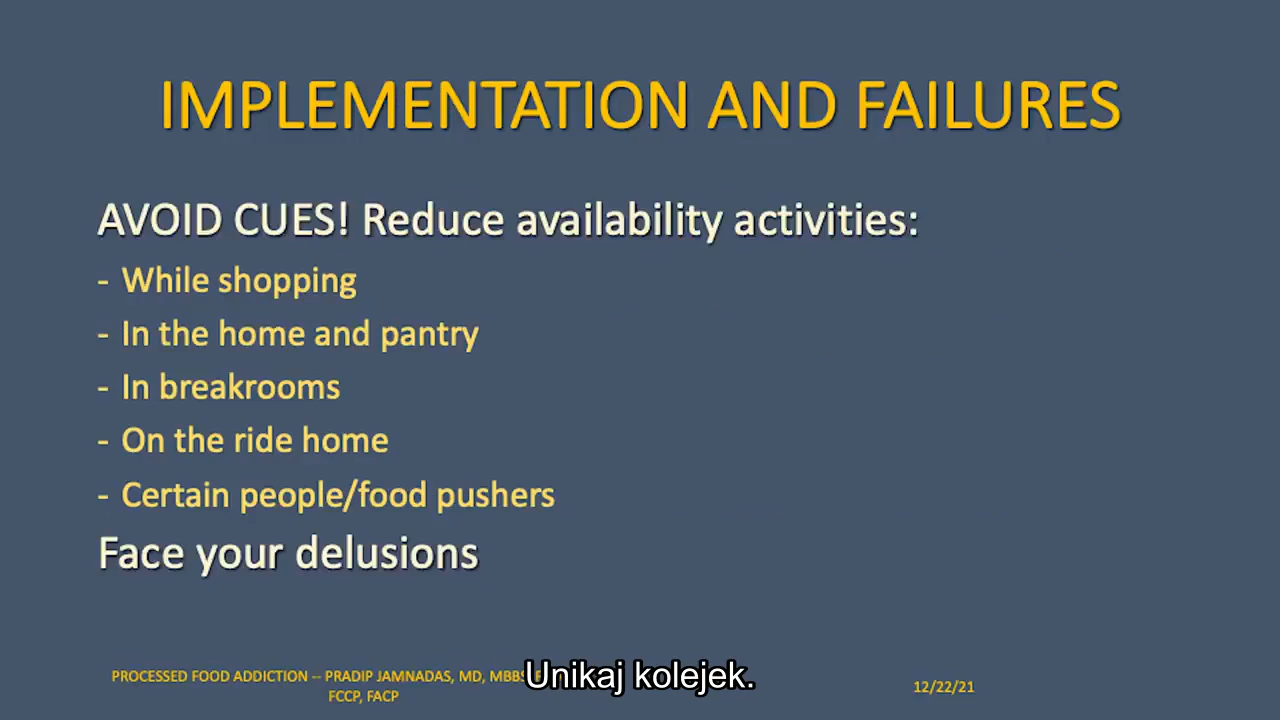 IMPLEMENTATION AND FAILURES
AVOID CUES! Reduce availability activities:
- While shopping
- In the home and pantry
- In breakrooms
- On the ride home
- Certain people/food pushers
Face your delusions
PROCESSED FOOD ADDICTION -- PRADIP JAMNADAS, MD, MBBS
FCCP, FACP
Unikaj kolejek.
12/22/21